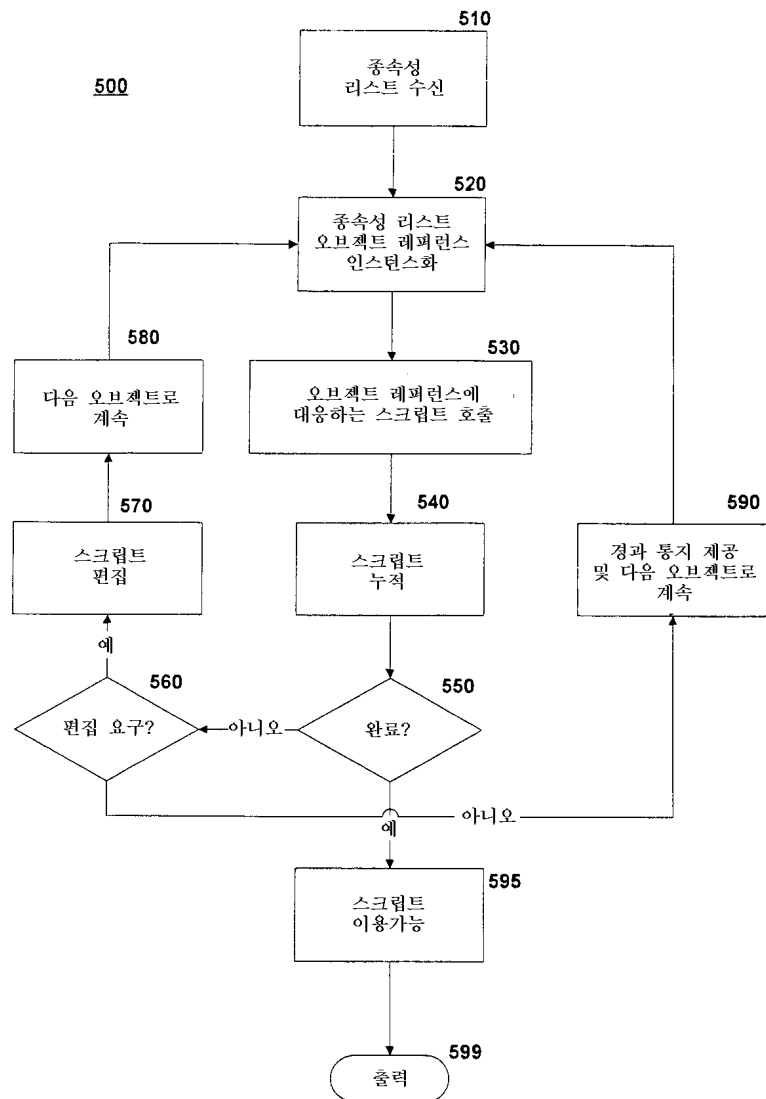 510
종속성
리스트 수신
500
520
종속성 리스트
오브젝트 레퍼런스
인스턴스화
580
다음 오브젝트로
계속
530
오브젝트 레퍼런스에
대응하는 스크립트 호출
570
스크립트
편집
540
스크립트
누적
590
경과 통지 제공
및 다음 오브젝트로
계속
예
560
편집 요구?
아니오
550
완료?
예
아니오
595
스크립트
이용가능
599
출력